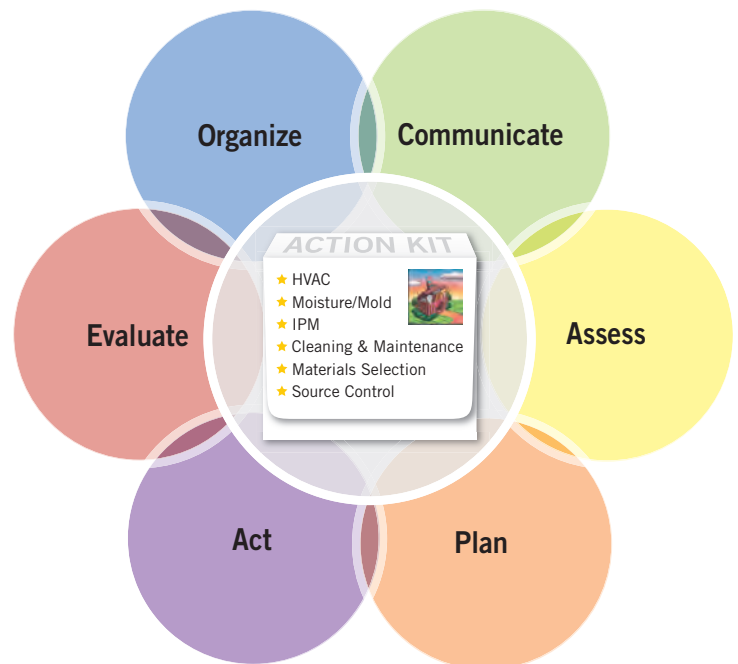 Organize
Communicate
ACTION KIT
HVAC
Moisture/Mold
IPM
Cleaning & Maintenance
Materials Selection
Source Control
Evaluate
Assess
Act
Plan